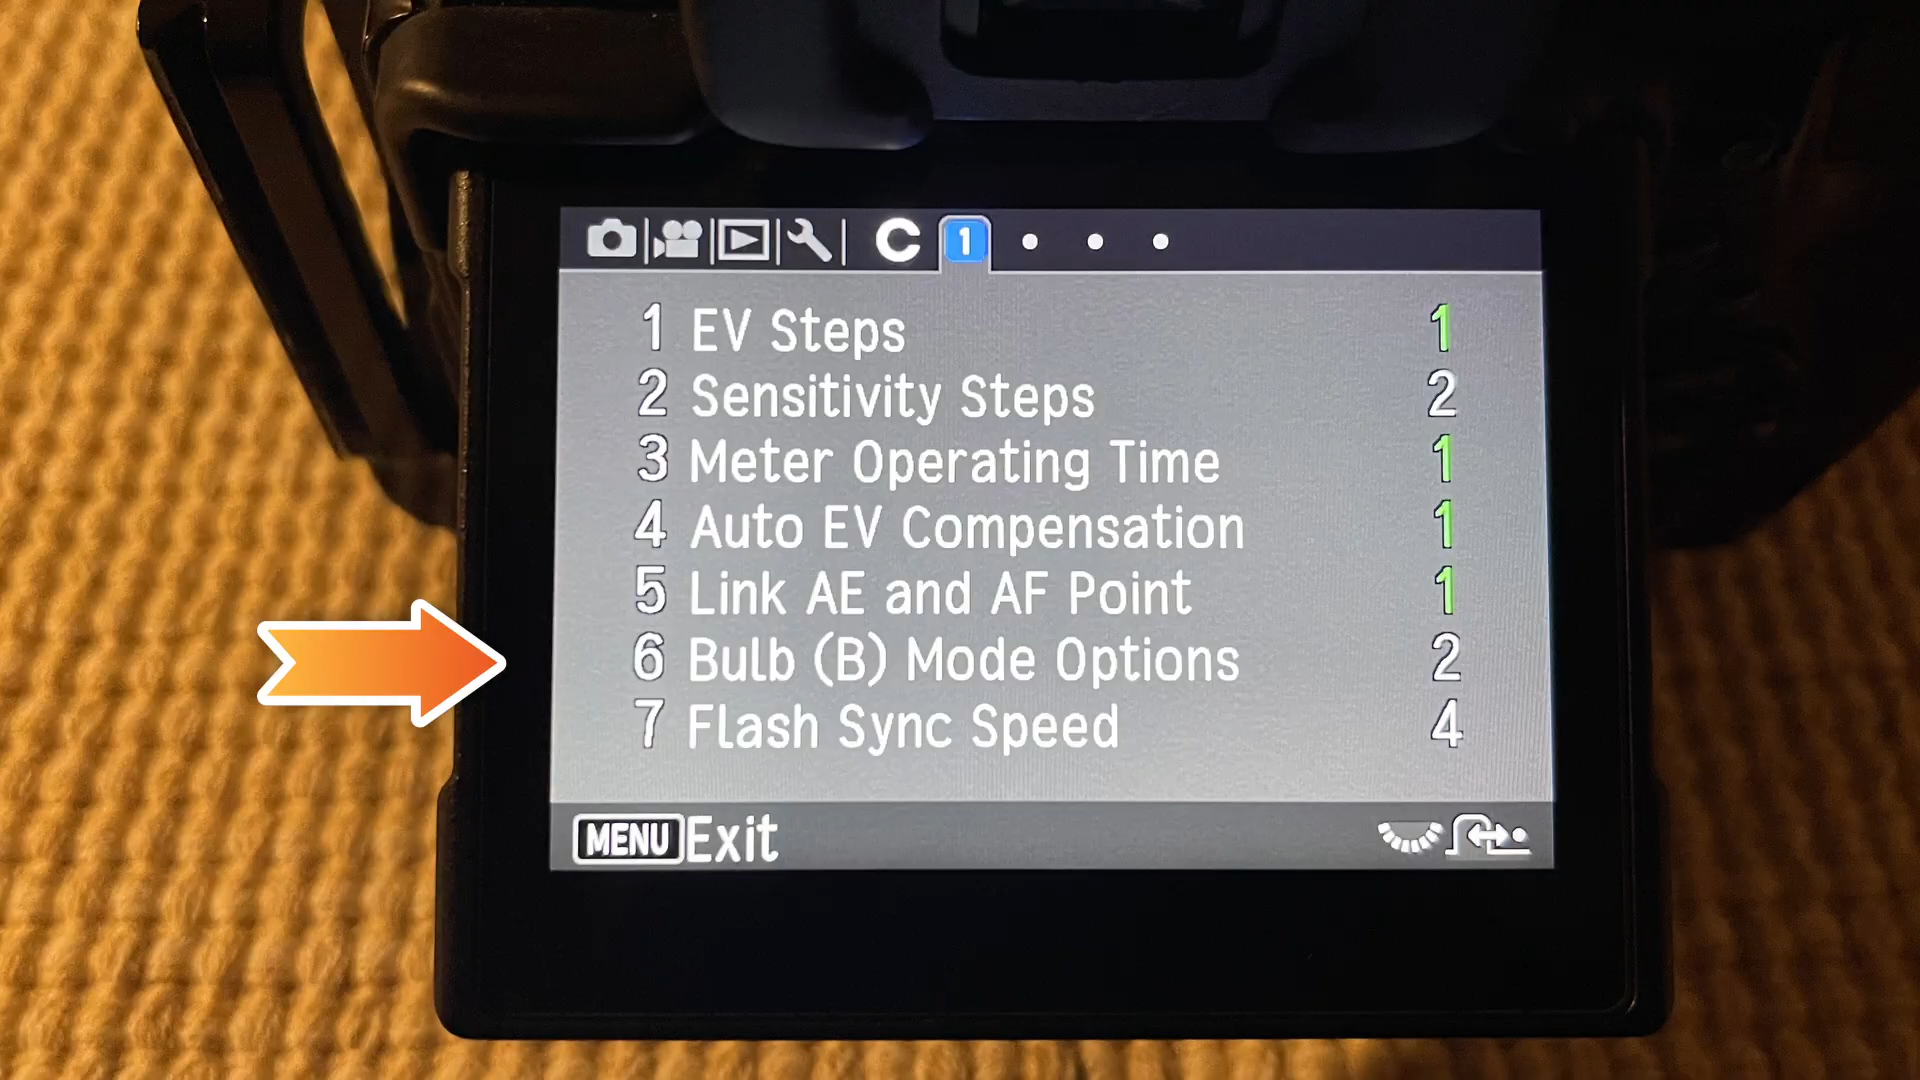 C 1
1 EV Steps 1
2 Sensitivity Steps 2
3 Meter Operating Time 1
4 Auto EV Compensation 1
5 Link AE and AF Point 1
6 Bulb (B) Mode Options 2
7 Flash Sync Speed 4
MENU Exit